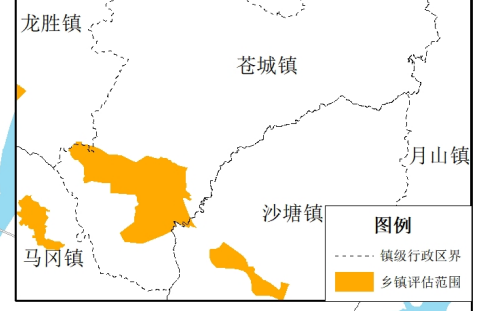 龙胜镇
苍城镇
月山镇
沙塘镇
马冈镇
图例
镇级行政区界
乡镇评估范围